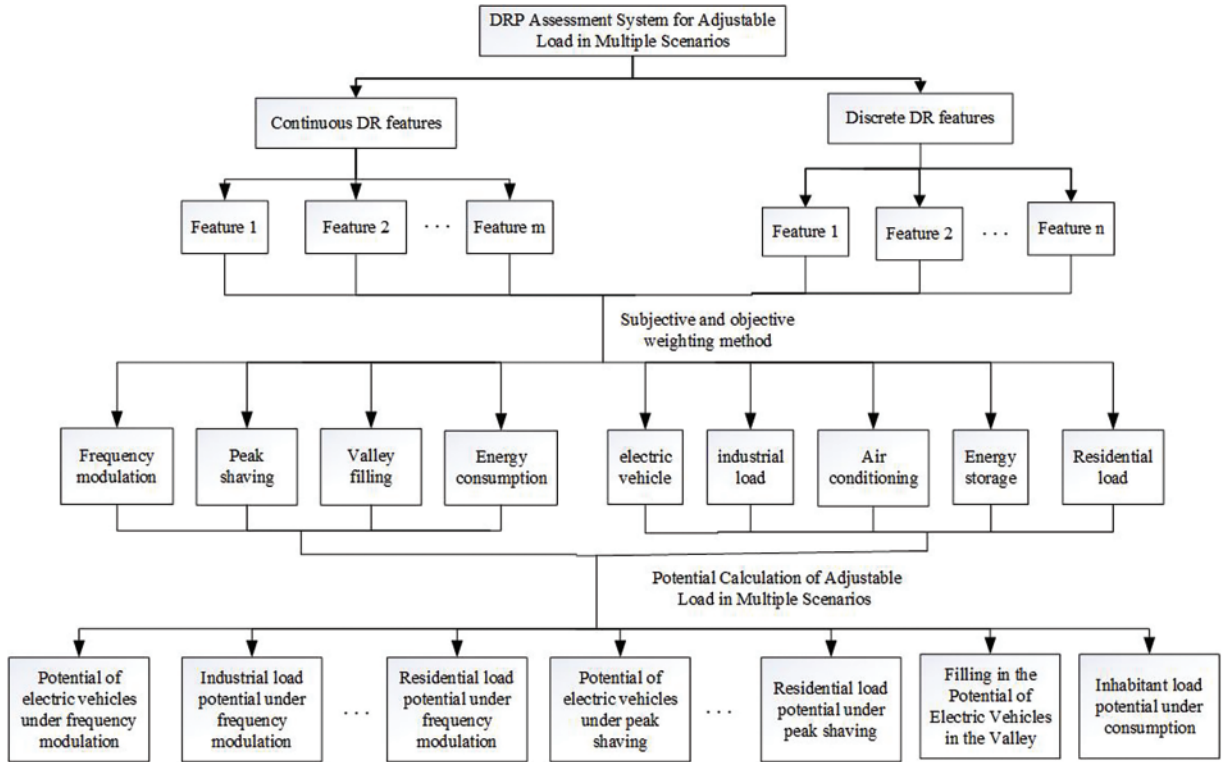 DRP Assessment System for Adjustable
Load in Multiple Scenarios
Continuous DR features
Discrete DR features
Feature 1
Feature 2
. . .
Feature m
Feature 1
Feature 2
. . .
Feature n
Subjective and objective
weighting method
Frequency
modulation
Peak
shaving
Valley
filling
Energy
consumption
electric
vehicle
industrial
load
Air
conditioning
Energy
storage
Residential
load
Potential Calculation of Adjustable
Load in Multiple Scenarios
Potential of
electric vehicles
under frequency
modulation
Industrial load
potential under
frequency
modulation
. . .
Residential load
potential under
frequency
modulation
Potential of
electric vehicles
under peak
shaving
. . .
Residential load
potential under
peak shaving
Filling in the
Potential of
Electric Vehicles
in the Valley
Inhabitant load
potential under
consumption